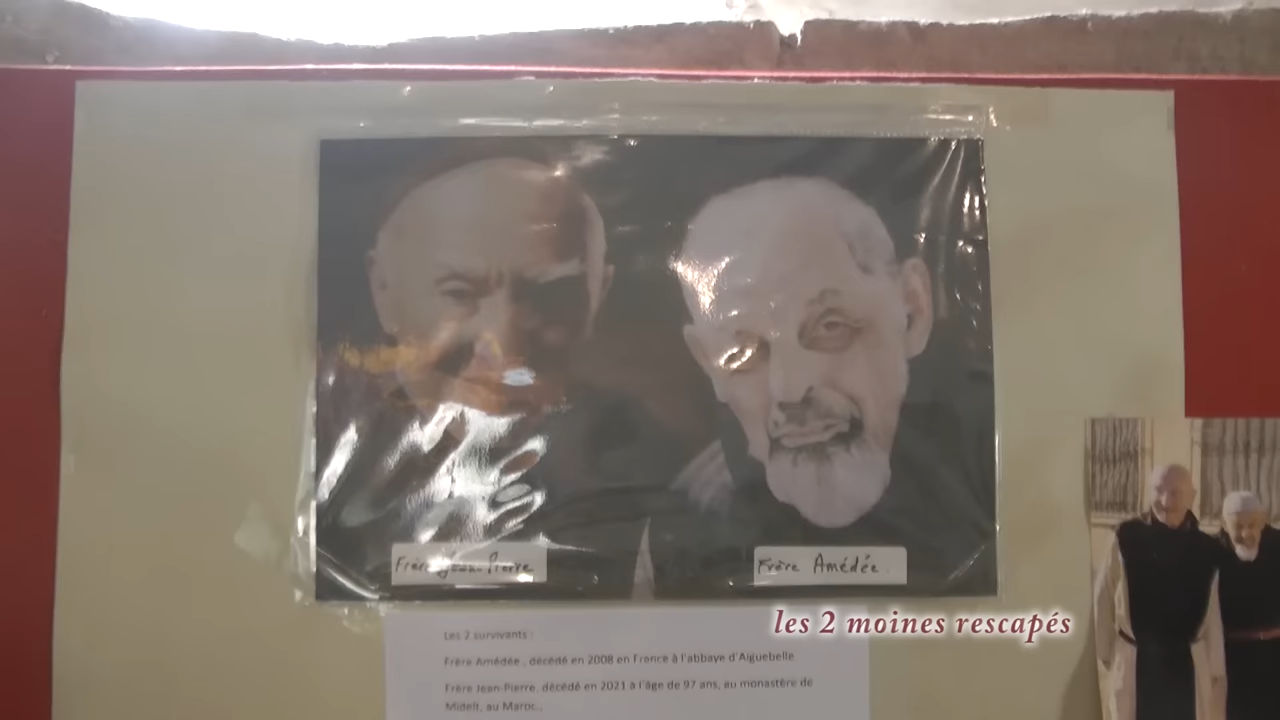 Frère Jean-Pierre
Frère Amédée.
les 2 moines rescapés
Les 2 survivants :
Frère Amédée , décédé en 2008 en France à l'abbaye d'Aiguebelle
Frère Jean-Pierre, décédé en 2021 à l'âge de 97 ans, au monastère de
Midelt, au Maroc..